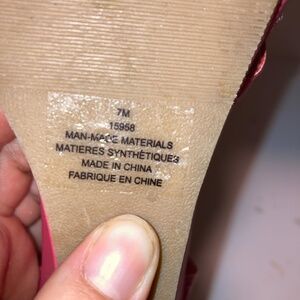 7M
15958
MAN-MADE MATERIALS
MATIERES SYNTHÉTIQUES
MADE IN CHINA
FABRIQUE EN CHINE